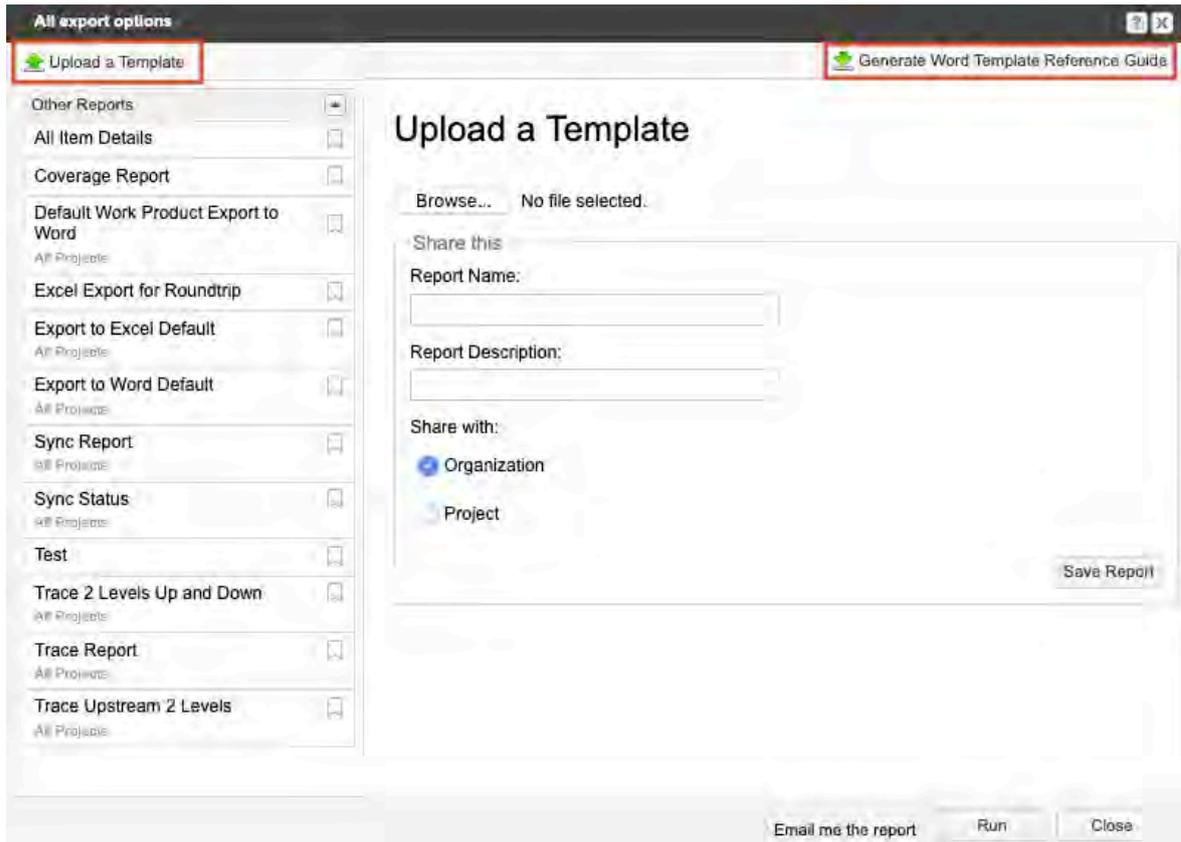 All export options
?
X
Upload a Template
Generate Word Template Reference Guide
Other Reports
All Item Details
Coverage Report
Default Work Product Export to
Word
All Projects
Excel Export for Roundtrip
Export to Excel Default
All Projects
Export to Word Default
All Projects
Sync Report
All Projects
Sync Status
All Projects
Test
Trace 2 Levels Up and Down
All Projects
Trace Report
All Projects
Trace Upstream 2 Levels
All Projects
Upload a Template
Browse... No file selected.
Share this
Report Name:
Report Description:
Share with:
Organization
Project
Save Report
Email me the report
Run
Close